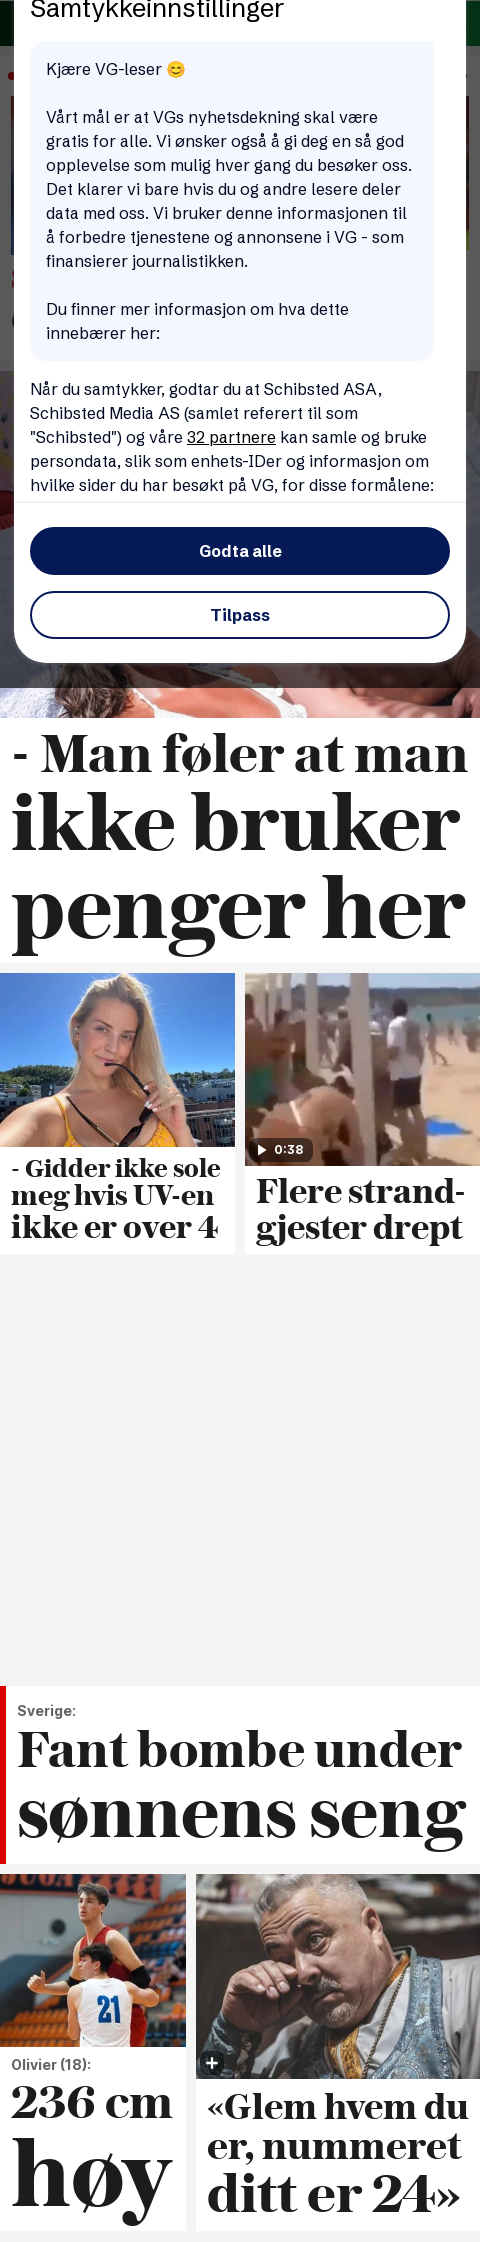 Samtykkeinnstillinger
Kjære VG-leser 😊
Vårt mål er at VGs nyhetsdekning skal være
gratis for alle. Vi ønsker også å gi deg en så god
opplevelse som mulig hver gang du besøker oss.
Det klarer vi bare hvis du og andre lesere deler
data med oss. Vi bruker denne informasjonen til
å forbedre tjenestene og annonsene i VG - som
finansierer journalistikken.
Du finner mer informasjon om hva dette
innebærer her:
Når du samtykker, godtar du at Schibsted ASA,
Schibsted Media AS (samlet referert til som
"Schibsted") og våre 32 partnere kan samle og bruke
persondata, slik som enhets-IDer og informasjon om
hvilke sider du har besøkt på VG, for disse formålene:
Godta alle
Tilpass
- Man føler at man
ikke bruker
penger her
0:38
- Gidder ikke sole
meg hvis UV-en
ikke er over 4
Flere strand-
gjester drept
Sverige:
Fant bombe under
sønnens seng
21
Olivier (18):
236 cm
høy
«Glem hvem du
er, nummeret
ditt er 24»